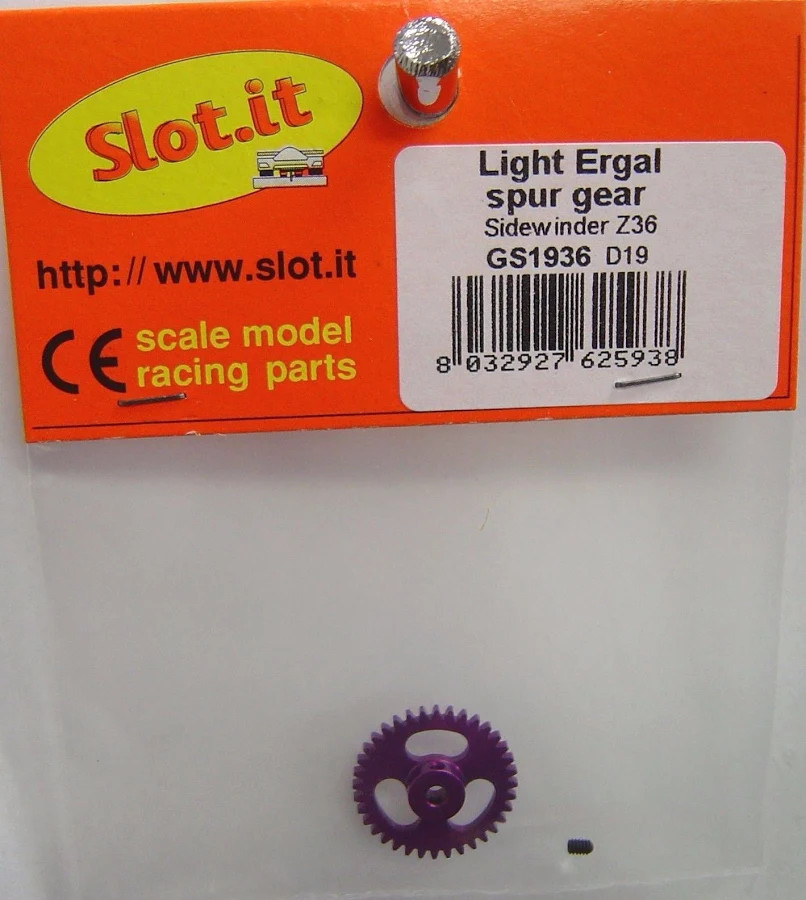 Slot.it
http://www.slot.it
CE scale model
racing parts
Light Ergal
spur gear
Sidewinder Z36
GS1936 D19
8 032927 625938